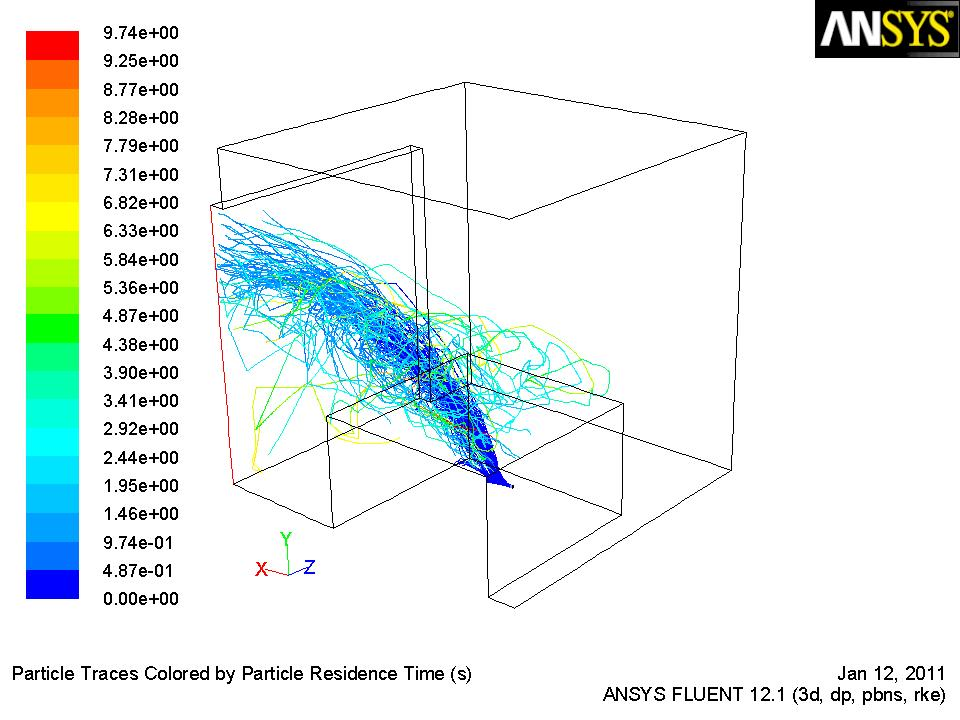 ANSYS
9.74e+00
9.25e+00
8.77e+00
8.28e+00
7.79e+00
7.31e+00
6.82e+00
6.33e+00
5.84e+00
5.36e+00
4.87e+00
4.38e+00
3.90e+00
3.41e+00
2.92e+00
2.44e+00
1.95e+00
1.46e+00
9.74e-01
4.87e-01
0.00e+00
Y
X Z
Particle Traces Colored by Particle Residence Time (s)
Jan 12, 2011
ANSYS FLUENT 12.1 (3d, dp, pbns, rke)